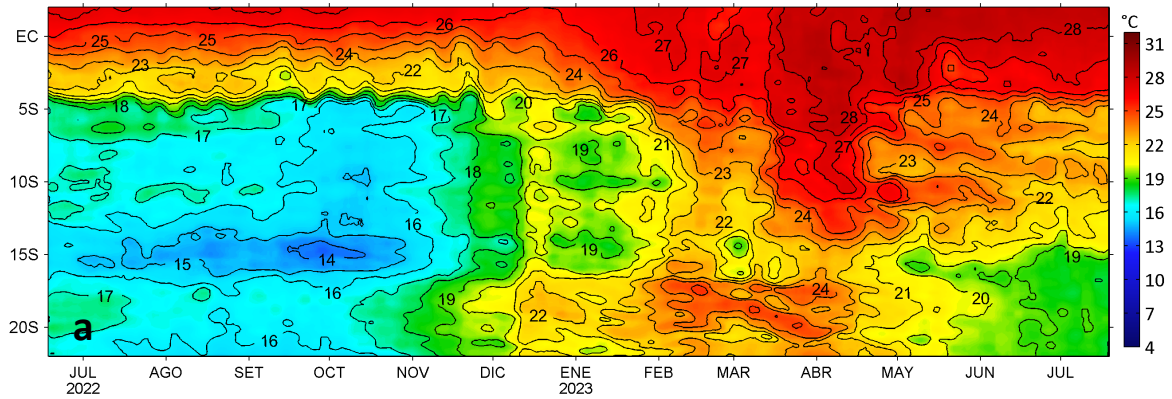 °C
EC
5S
10S
15S
20S
25 25 24 26 27 26 27 28
23 22 24
18 17 17 20 25 24
17 21 28 27
19 18 23 23
16 22 24 22
15 14 19 19
17 16 19 22 24 21 20
16
a
31
28
25
22
19
16
13
10
7
4
JUL AGO SET OCT NOV DIC ENE FEB MAR ABR MAY JUN JUL
2022 2023